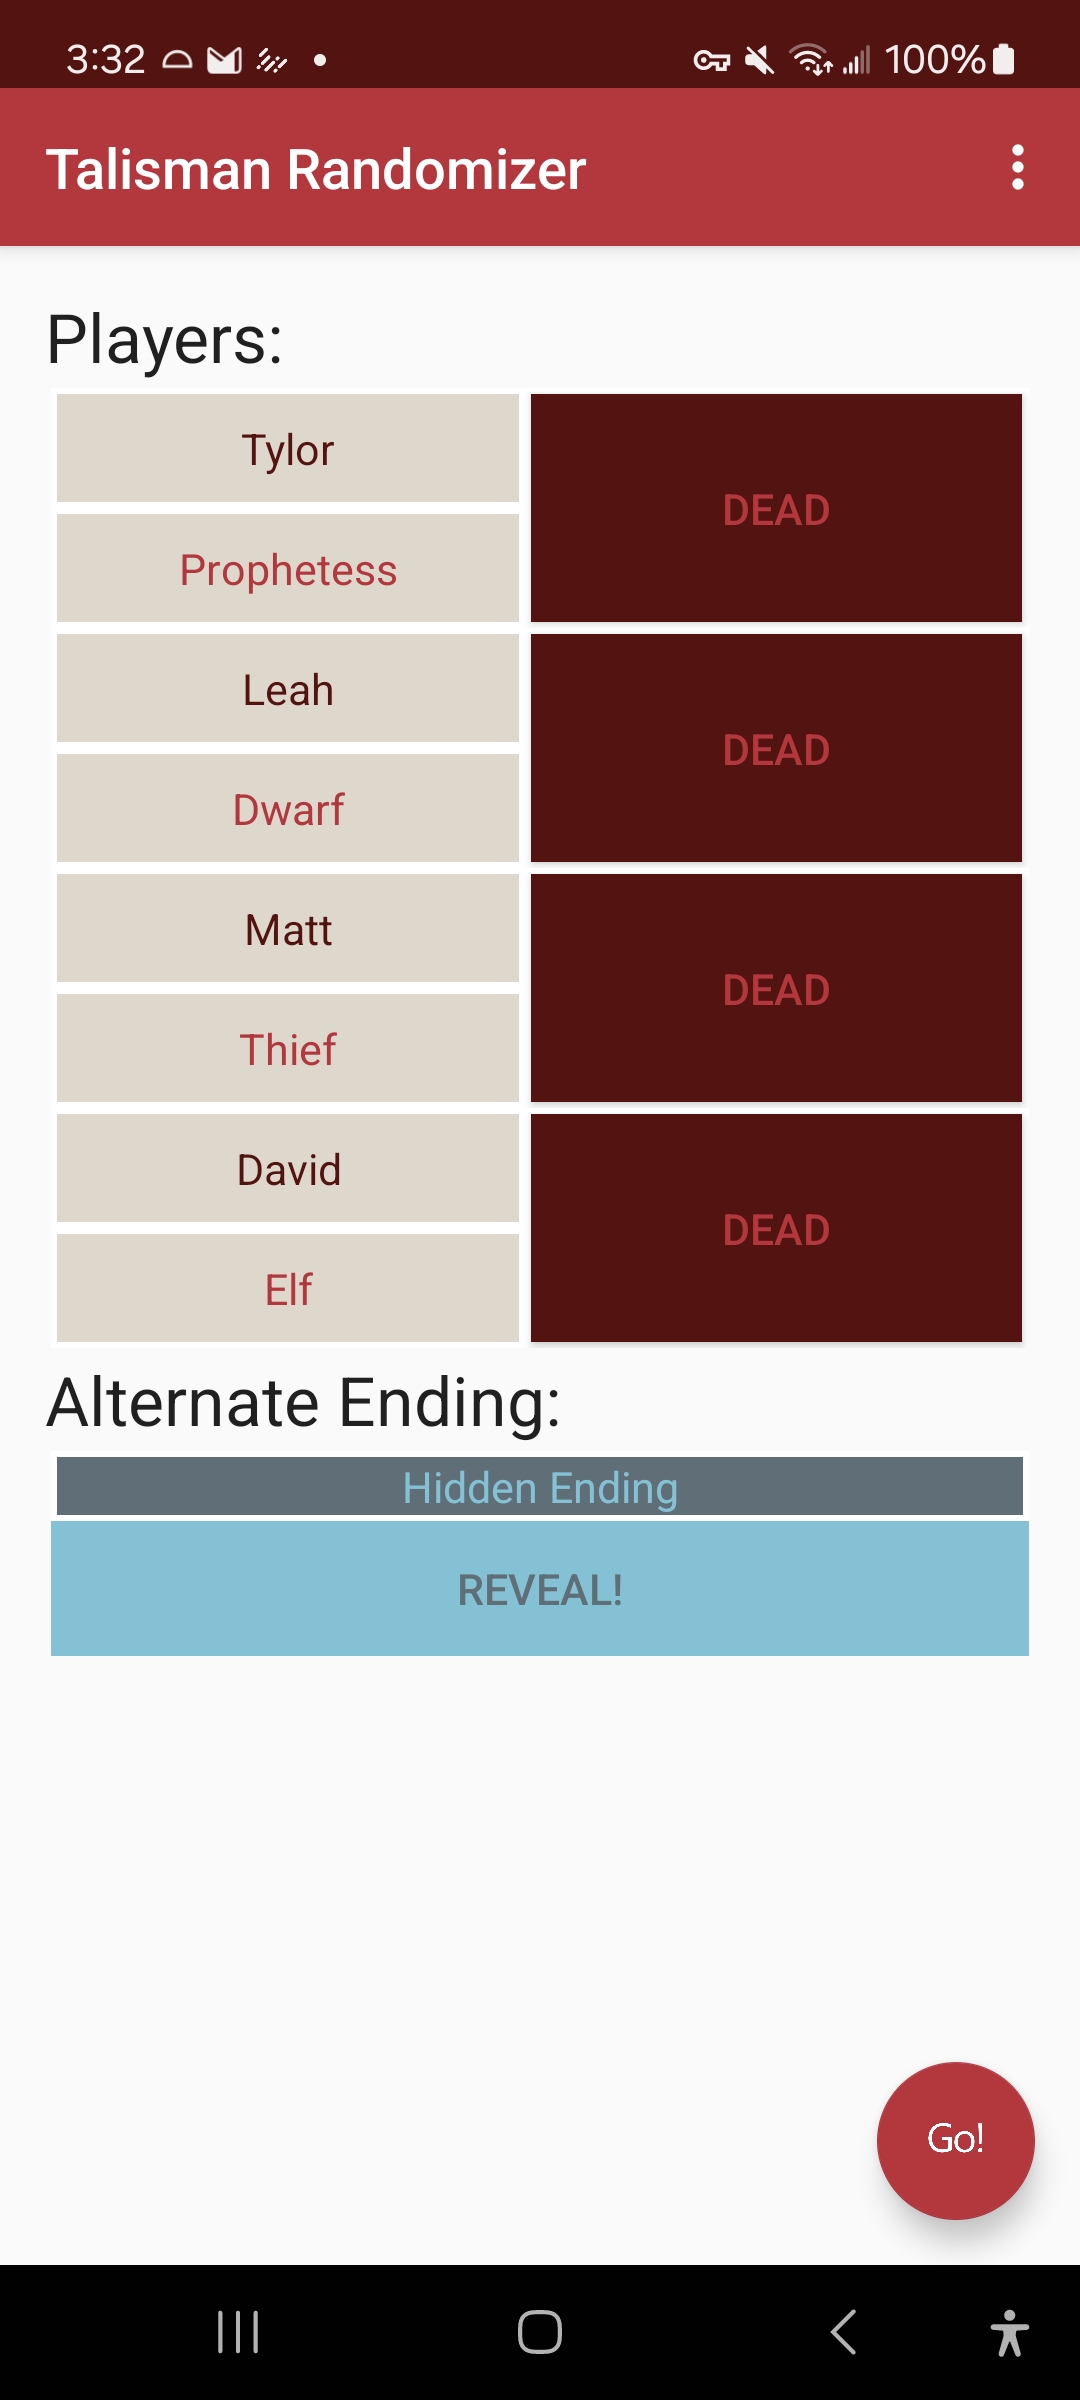 3:32
100%
Talisman Randomizer
Players:
Tylor
DEAD
Prophetess
Leah
DEAD
Dwarf
Matt
DEAD
Thief
David
DEAD
Elf
Alternate Ending:
Hidden Ending
REVEAL!
Go!